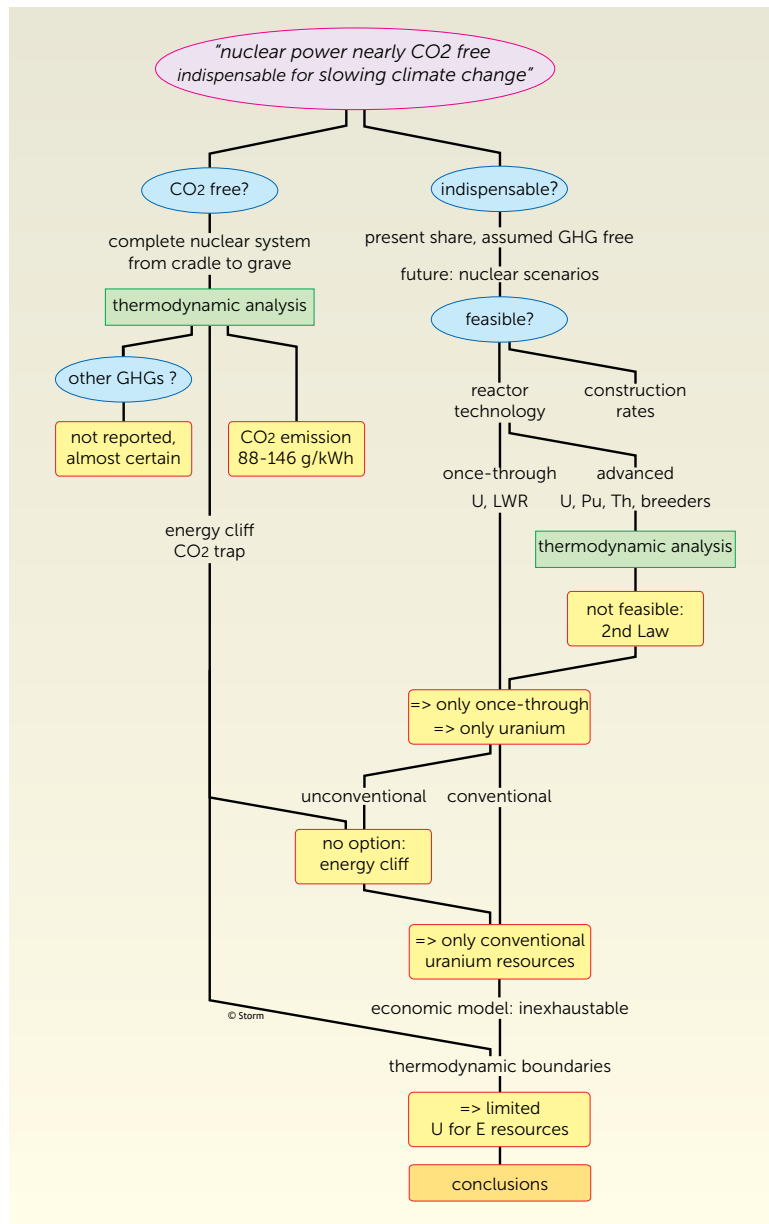 "nuclear power nearly CO2 free
indispensable for slowing climate change"
CO2 free?
indispensable?
complete nuclear system
from cradle to grave
present share, assumed GHG free
future: nuclear scenarios
thermodynamic analysis
feasible?
other GHGs ?
reactor
technology
construction
rates
not reported,
almost certain
CO2 emission
88-146 g/kWh
once-through
U, LWR
advanced
U, Pu, Th, breeders
energy cliff
CO2 trap
thermodynamic analysis
not feasible:
2nd Law
=> only once-through
=> only uranium
unconventional
conventional
no option:
energy cliff
=> only conventional
uranium resources
economic model: inexhaustable
© Storm
thermodynamic boundaries
=> limited
U for E resources
conclusions